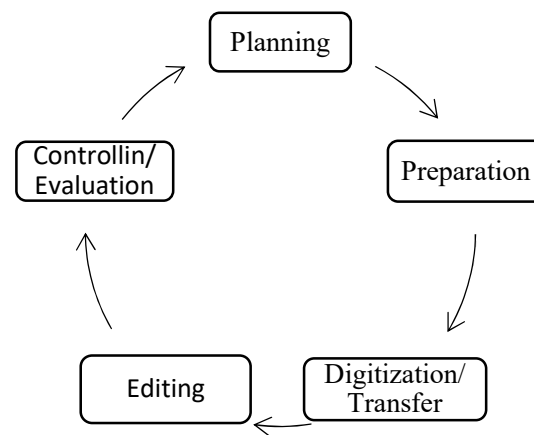 Planning
Preparation
Digitization/
Transfer
Editing
Controllin/
Evaluation